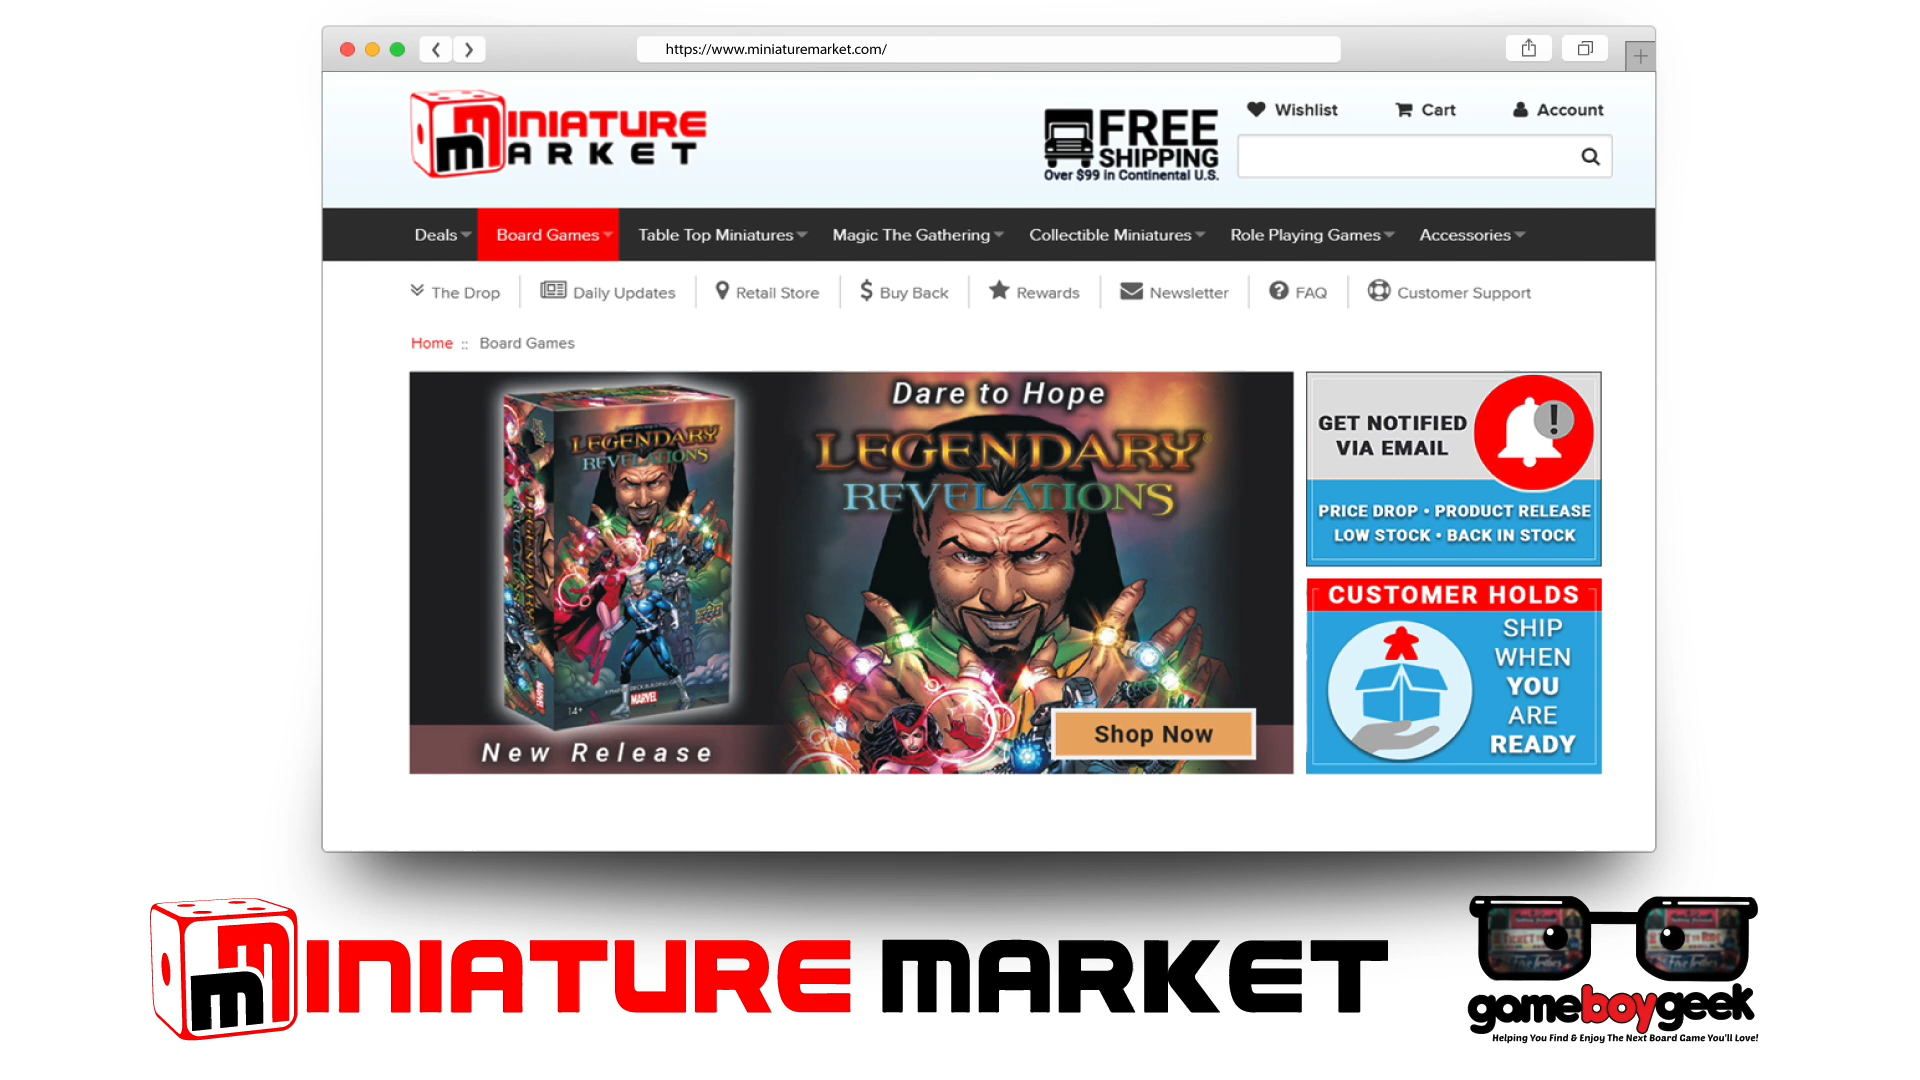 https://www.miniaturemarket.com/
MINIATURE
MARKET
FREE
SHIPPING
Over $99 in Continental U.S.
Wishlist
Cart
Account
Deals
Board Games
Table Top Miniatures
Magic The Gathering
Collectible Miniatures
Role Playing Games
Accessories
The Drop
Daily Updates
Retail Store
Buy Back
Rewards
Newsletter
FAQ
Customer Support
Home :: Board Games
LEGENDARY
REVELATIONS
MARVEL
14+
New Release
Dare to Hope
LEGENDARY®
REVELATIONS
Shop Now
GET NOTIFIED
VIA EMAIL
PRICE DROP • PRODUCT RELEASE
LOW STOCK • BACK IN STOCK
CUSTOMER HOLDS
SHIP
WHEN
YOU
ARE
READY
MINIATURE MARKET
gameboygeek
Helping You Find & Enjoy The Next Board Game You'll Love!